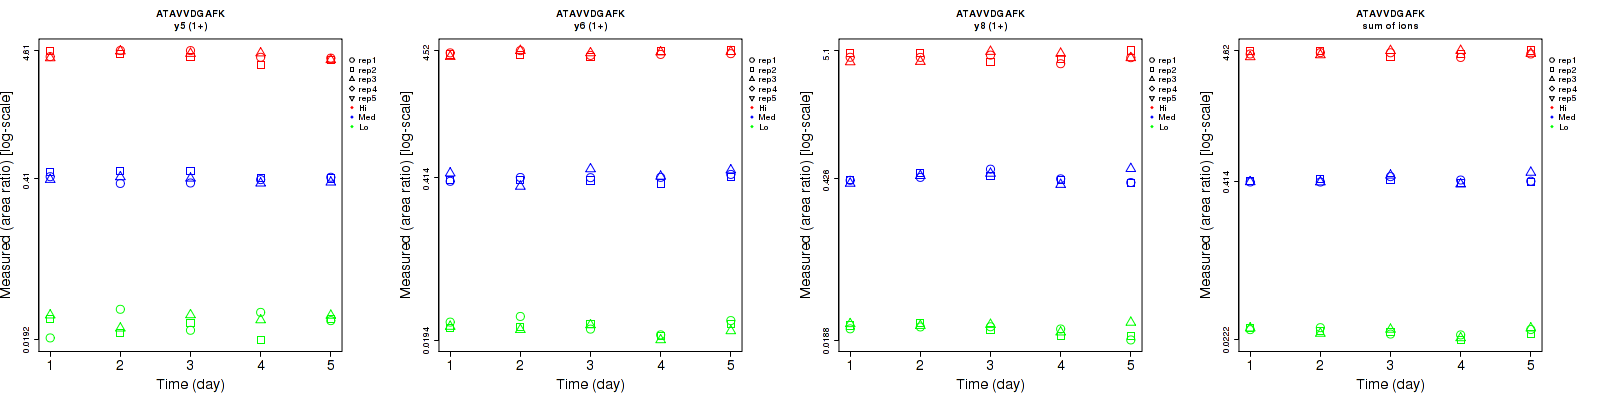 ATAVVDGAFK
y5 (1+)
Measured (area ratio) [log-scale]
4.61
0.41
0.0192
1 2 3 4 5
Time (day)
rep1
rep2
rep3
rep4
rep5
Hi
Med
Lo
ATAVVDGAFK
y6 (1+)
Measured (area ratio) [log-scale]
4.52
0.414
0.0194
1 2 3 4 5
Time (day)
rep1
rep2
rep3
rep4
rep5
Hi
Med
Lo
ATAVVDGAFK
y8 (1+)
Measured (area ratio) [log-scale]
5.1
0.426
0.0188
1 2 3 4 5
Time (day)
rep1
rep2
rep3
rep4
rep5
Hi
Med
Lo
ATAVVDGAFK
sum of ions
Measured (area ratio) [log-scale]
4.62
0.414
0.0222
1 2 3 4 5
Time (day)
rep1
rep2
rep3
rep4
rep5
Hi
Med
Lo